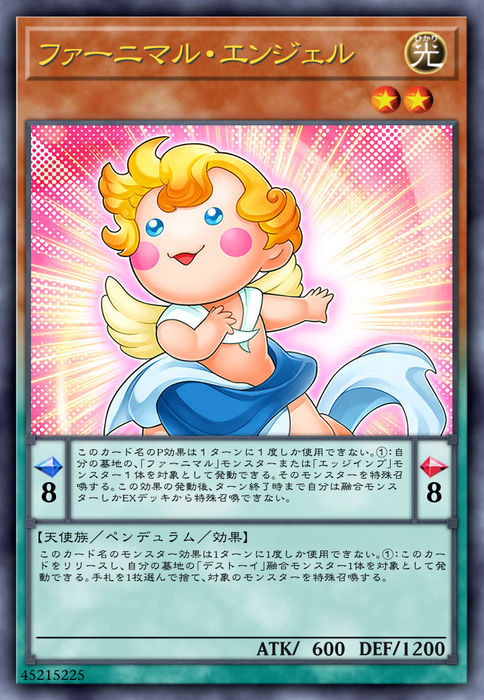 ファーニマル・エンジェル
ひかり
光
このカード名のP効果は１ターンに１度しか使用できない。①:自
分の墓地の、「ファーニマル」モンスターまたは「エッジインプ」モ
ンスター１体を対象として発動できる。そのモンスターを特殊召
喚する。この効果の発動後、ターン終了時まで自分は融合モンス
ターしかEXデッキから特殊召喚できない。
8
8
【天使族／ペンデュラム／効果】
このカード名のモンスター効果は1ターンに1度しか使用できない。①:このカー
ドをリリースし、自分の墓地の「デストーイ」融合モンスター1体を対象として発
動できる。手札を1枚選んで捨て、対象のモンスターを特殊召喚する。
ATK/ 600 DEF/1200
45215225